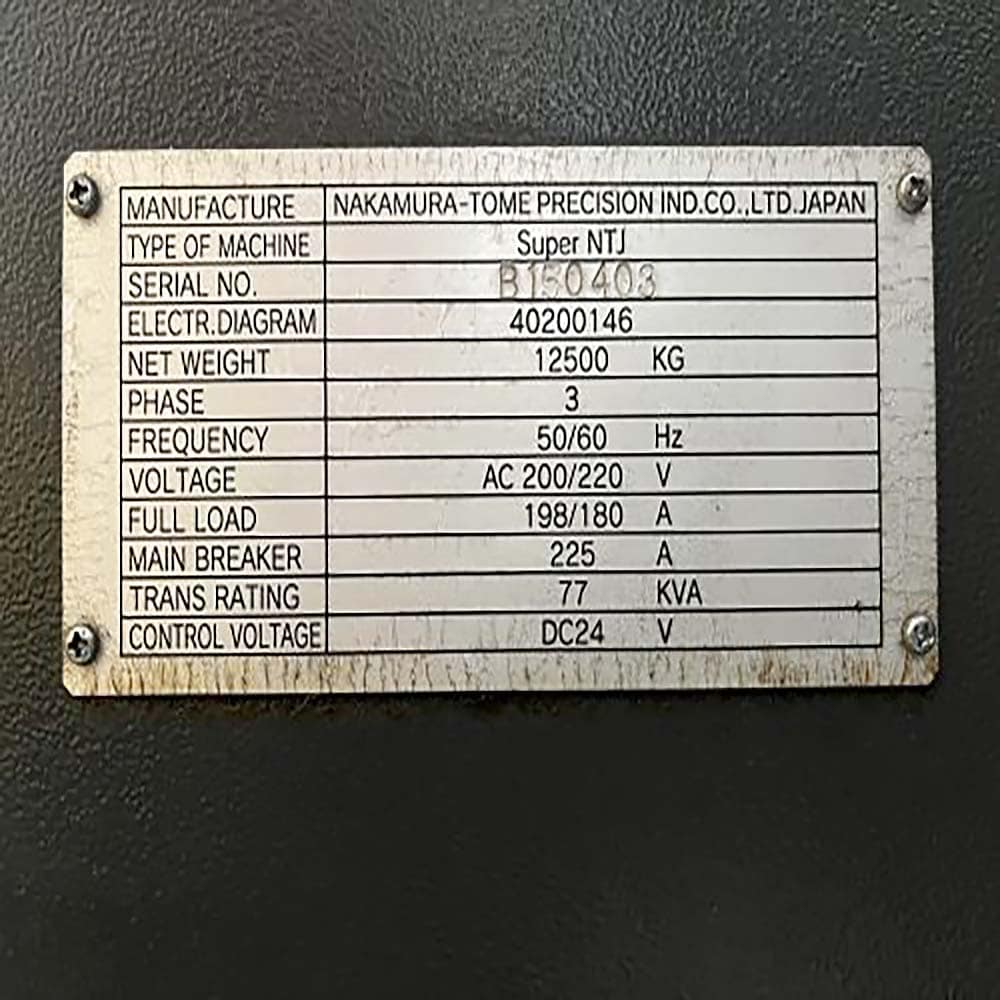 MANUFACTURE NAKAMURA-TOME PRECISION IND.CO.,LTD.JAPAN
TYPE OF MACHINE Super NTJ
SERIAL NO. B150403
ELECTR.DIAGRAM 40200146
NET WEIGHT 12500 KG
PHASE 3
FREQUENCY 50/60 Hz
VOLTAGE AC 200/220 V
FULL LOAD 198/180 A
MAIN BREAKER 225 A
TRANS RATING 77 KVA
CONTROL VOLTAGE DC24 V